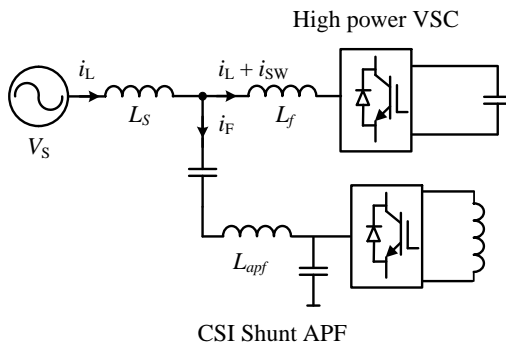 High power VSC
i_L
i_L + i_SW
L_S
L_f
i_F
V_S
L_apf
CSI Shunt APF